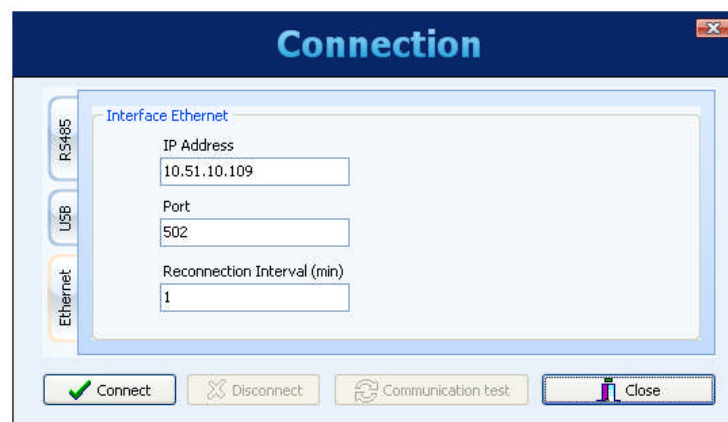 Connection
RS485
USB
Ethernet
Interface Ethernet
IP Address
10.51.10.109
Port
502
Reconnection Interval (min)
1
Connect
Disconnect
Communication test
Close